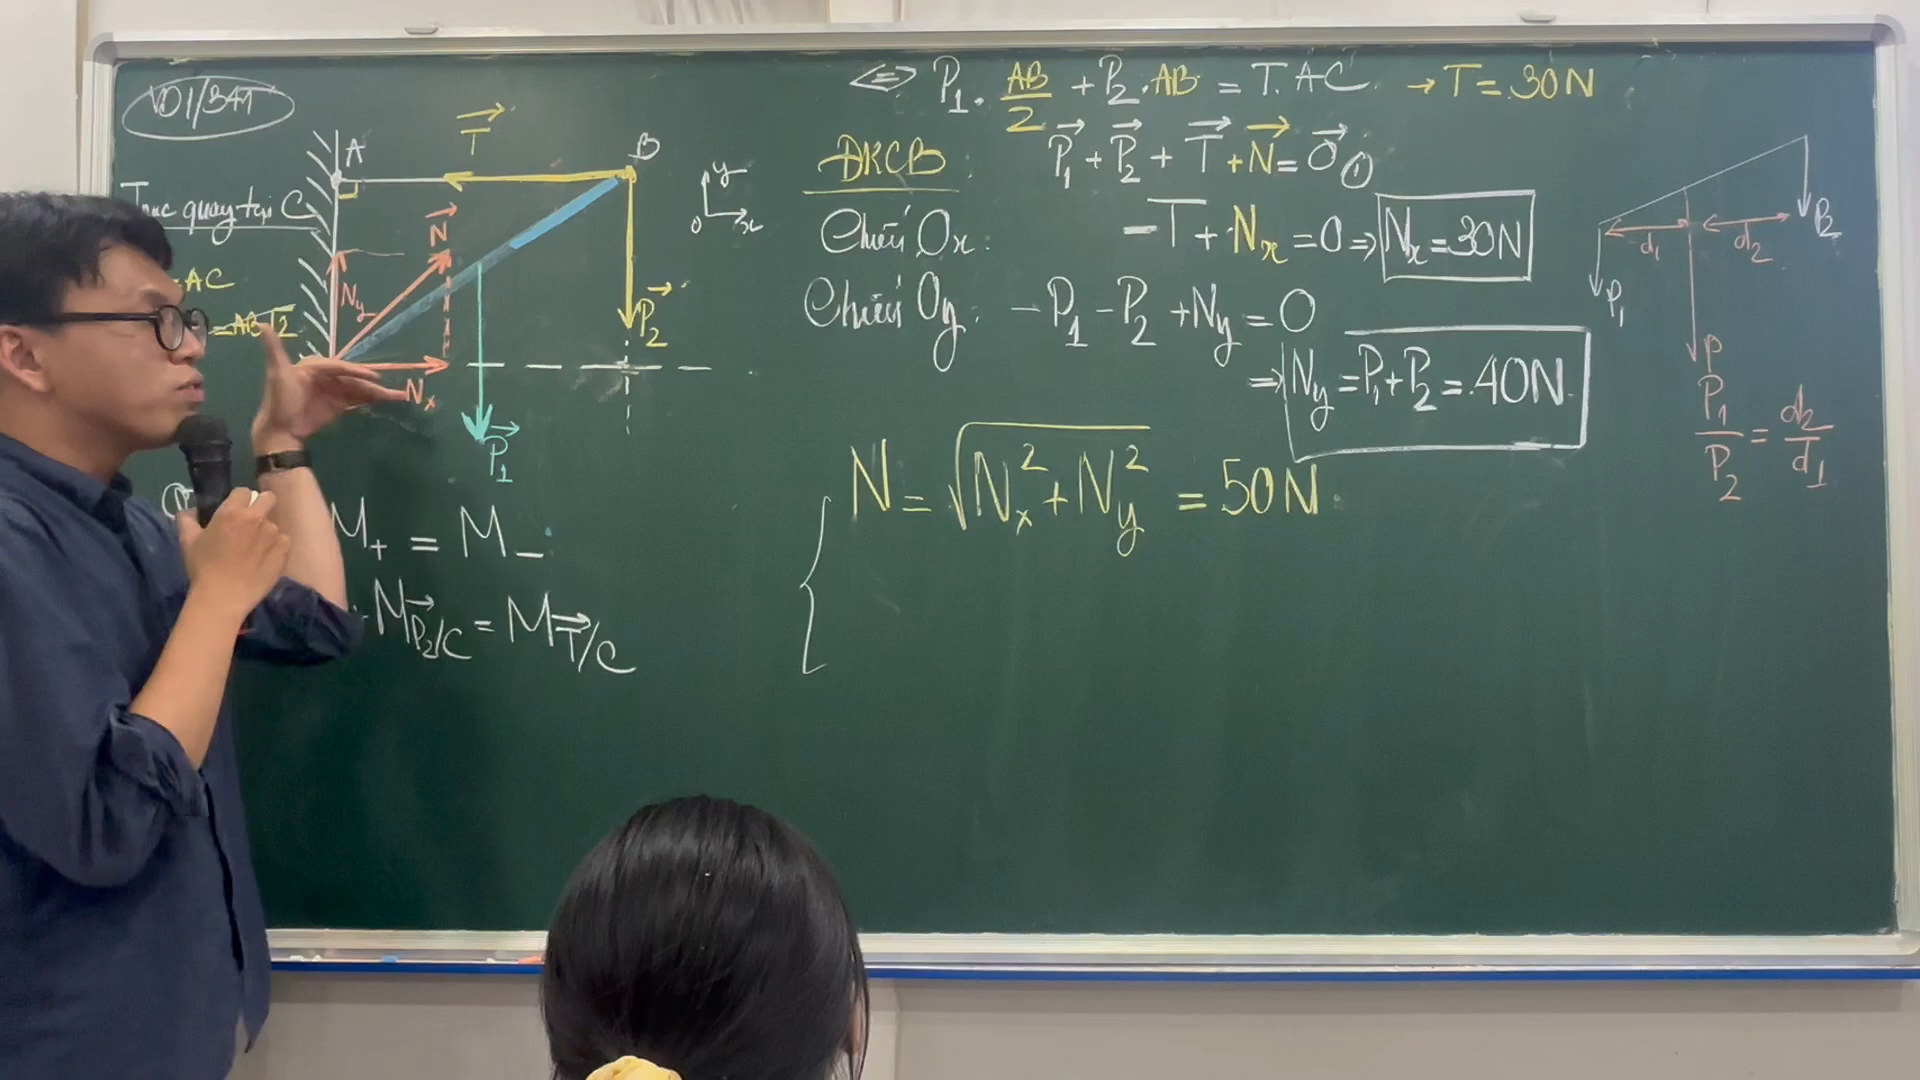 VD1/341
A
T
B
y
O
x
Trục quay tại C
N
AC
Ny
= AB√2
P2
Nx
P1
M+ = M-
MP2/C = MT/C
<=> P1 . AB/2 + P2 . AB = T. AC → T = 30N
ĐKCB P1 + P2 + T + N = 0 (1)
Chiếu Ox: -T + Nx = 0 => Nx = 30N
Chiếu Oy: -P1 - P2 + Ny = 0
=> Ny = P1 + P2 = 40N
N = √Nx² + Ny² = 50N
d1
d2
P2
P1
P
P1/P2 = d2/d1